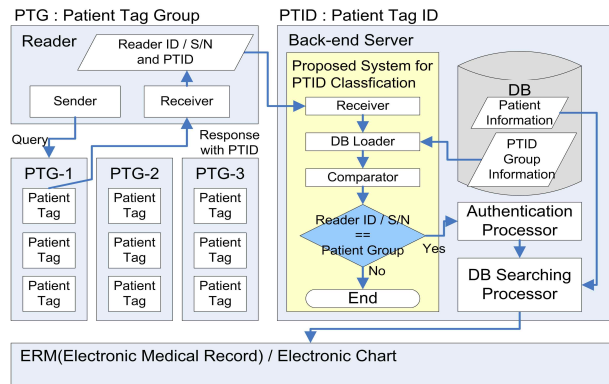 PTG : Patient Tag Group
PTID : Patient Tag ID
Reader
Reader ID / S/N
and PTID
Sender
Receiver
Query
Response
with PTID
PTG-1
Patient
Tag
Patient
Tag
Patient
Tag
PTG-2
Patient
Tag
Patient
Tag
Patient
Tag
PTG-3
Patient
Tag
Patient
Tag
Patient
Tag
Back-end Server
Proposed System for
PTID Classfication
Receiver
DB Loader
Comparator
Reader ID / S/N
==
Patient Group
Yes
No
End
DB
Patient
Information
PTID
Group
Information
Authentication
Processor
DB Searching
Processor
ERM(Electronic Medical Record) / Electronic Chart